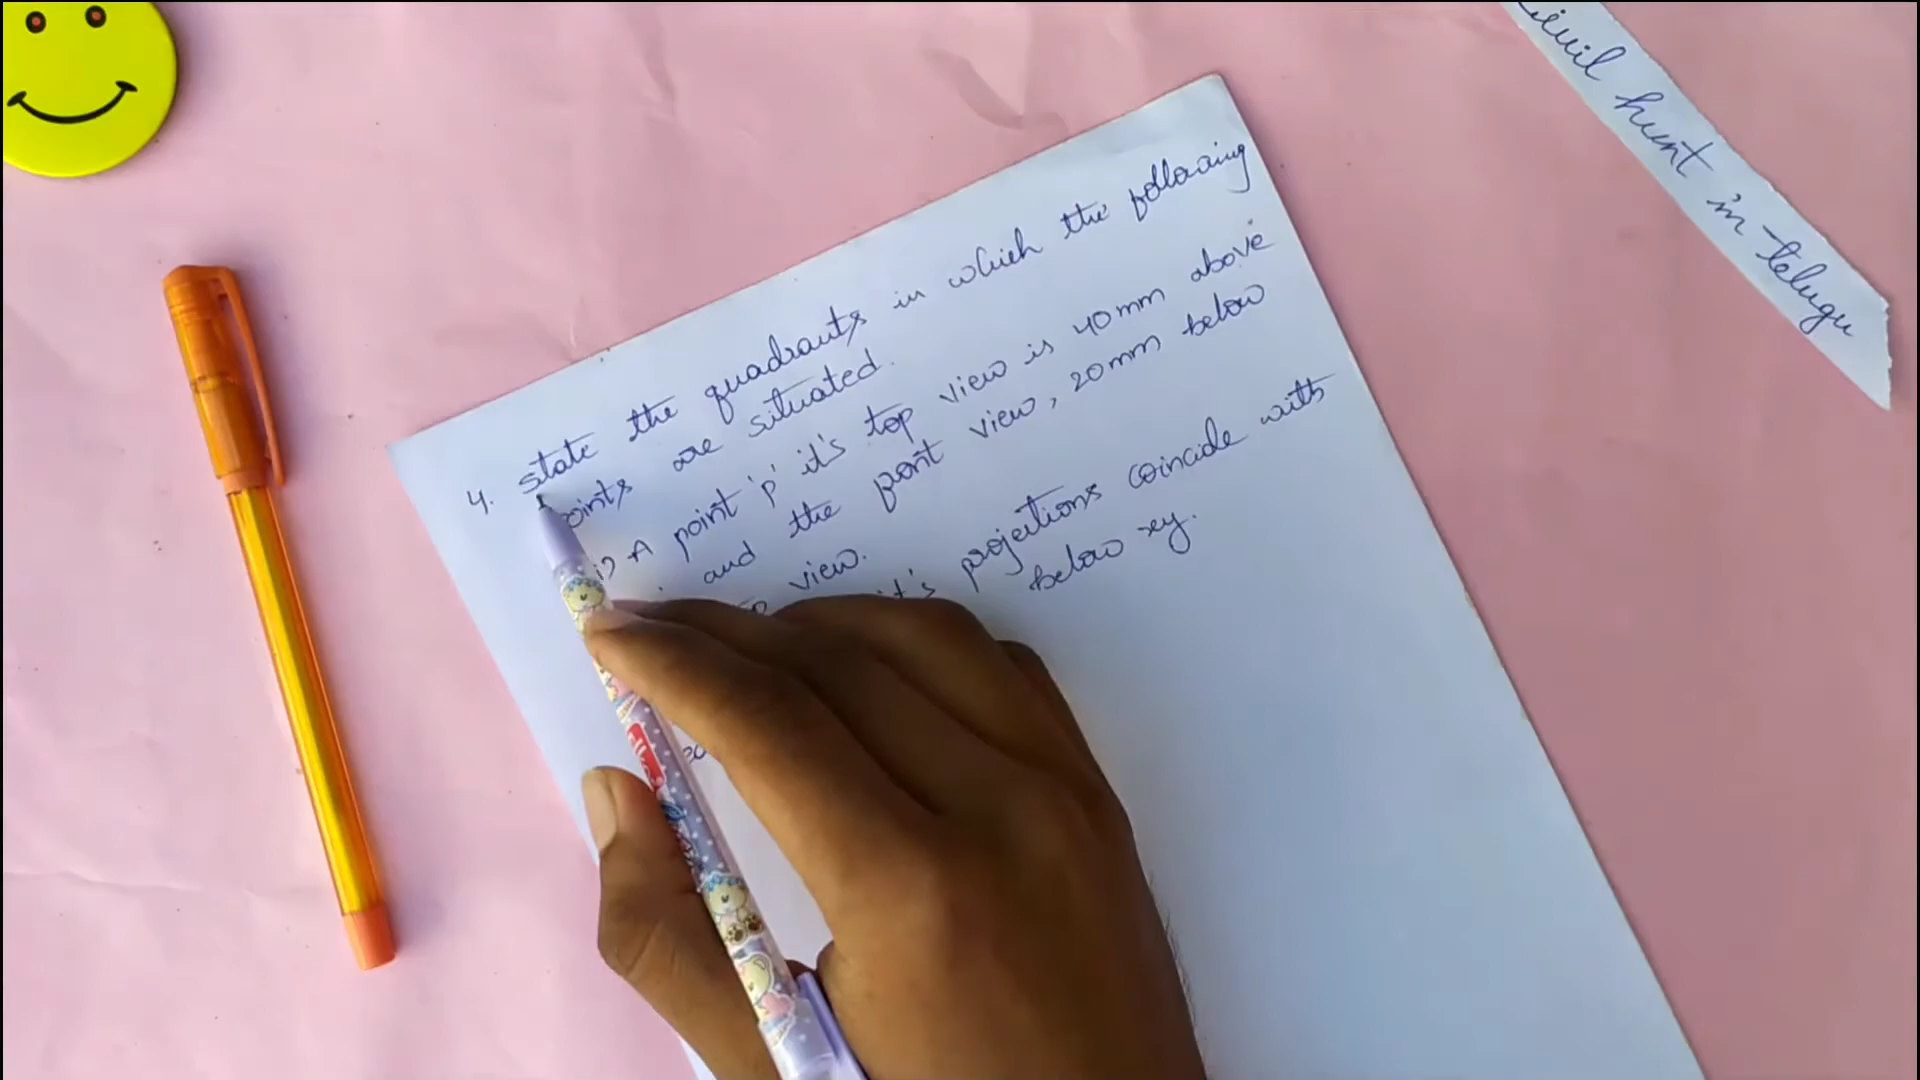 4. state the quadrants in which the following
points are situated.
i) A point 'p' it's top view is 40mm above
and the front view, 20mm below
view.
it's projections coincide with
below xy.
civil hunt in telugu